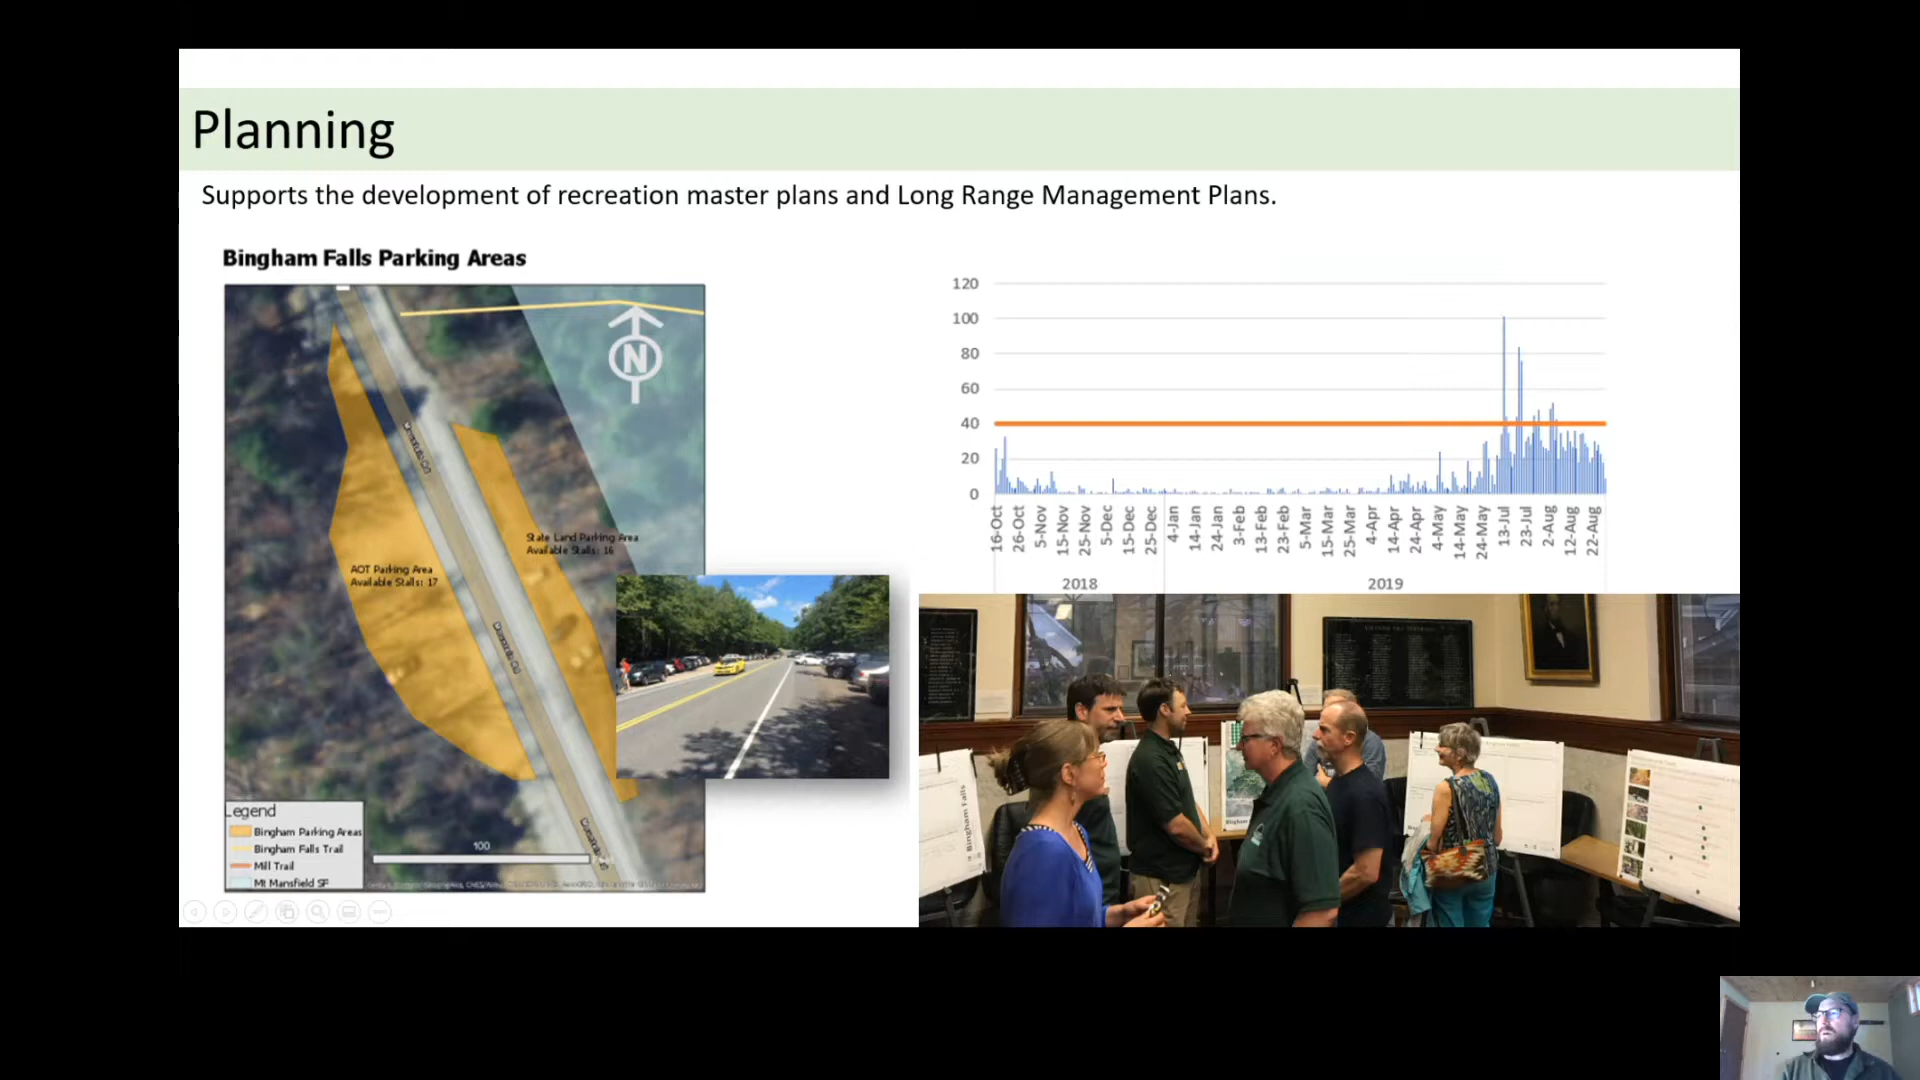 Planning
Supports the development of recreation master plans and Long Range Management Plans.
Bingham Falls Parking Areas
N
State Land Parking Area
Available Stalls: 16
AOT Parking Area
Available Stalls: 17
Legend
Bingham Parking Areas
Bingham Falls Trail
Mill Trail
Mt Mansfield SF
100
120
100
80
60
40
20
0
16-Oct
26-Oct
5-Nov
15-Nov
25-Nov
5-Dec
15-Dec
25-Dec
4-Jan
14-Jan
24-Jan
3-Feb
13-Feb
23-Feb
5-Mar
15-Mar
25-Mar
4-Apr
14-Apr
24-Apr
4-May
14-May
24-May
13-Jul
23-Jul
2-Aug
12-Aug
22-Aug
2018
2019
Bingham Falls